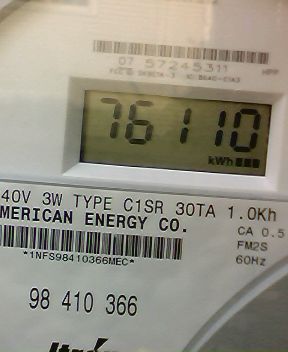 07 57245311
76110
kWh
40V 3W TYPE C1SR 30TA 1.0Kh
MERICAN ENERGY CO.
CA 0.5
FM2S
60Hz
*1NFS98410366MEC*
98 410 366
Itrón